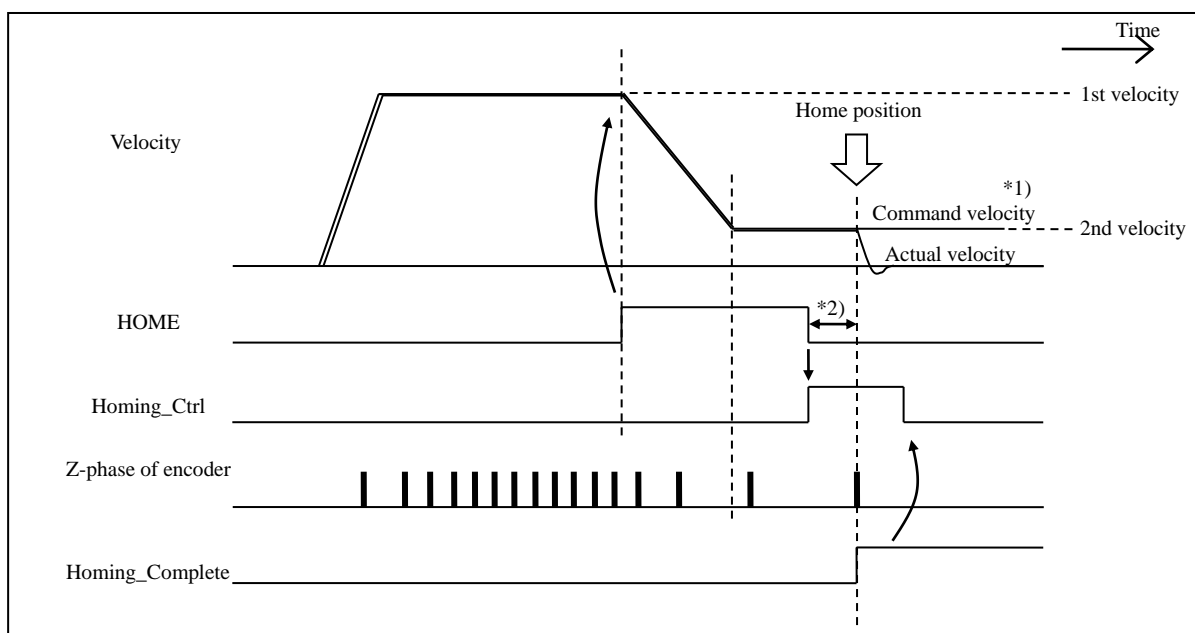 Time
1st velocity
Home position
Velocity
*1)
Command velocity
2nd velocity
Actual velocity
HOME
*2)
Homing_Ctrl
Z-phase of encoder
Homing_Complete